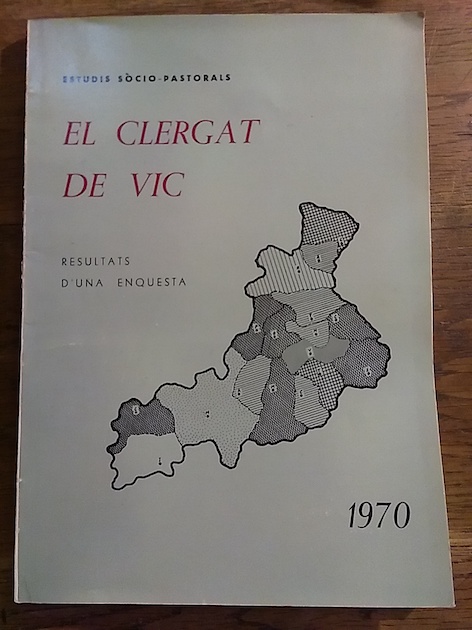 ESTUDIS SÒCIO-PASTORALS
EL CLERGAT
DE VIC
RESULTATS
D'UNA ENQUESTA
1970